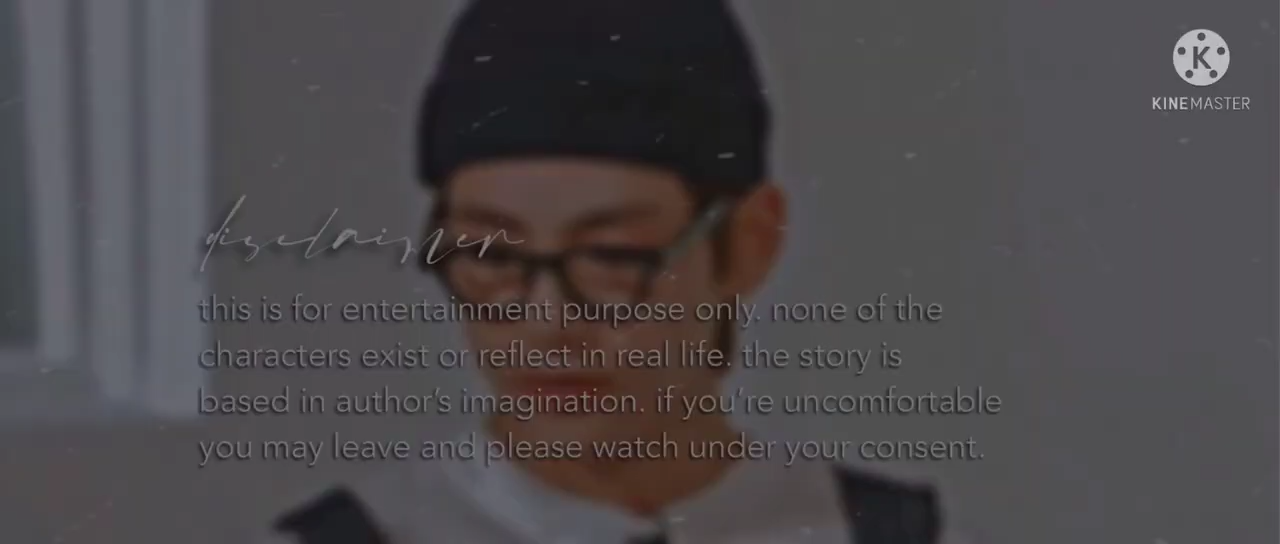 KINEMASTER
disclaimer
this is for entertainment purpose only. none of the
characters exist or reflect in real life. the story is
based in author's imagination. if you're uncomfortable
you may leave and please watch under your consent.